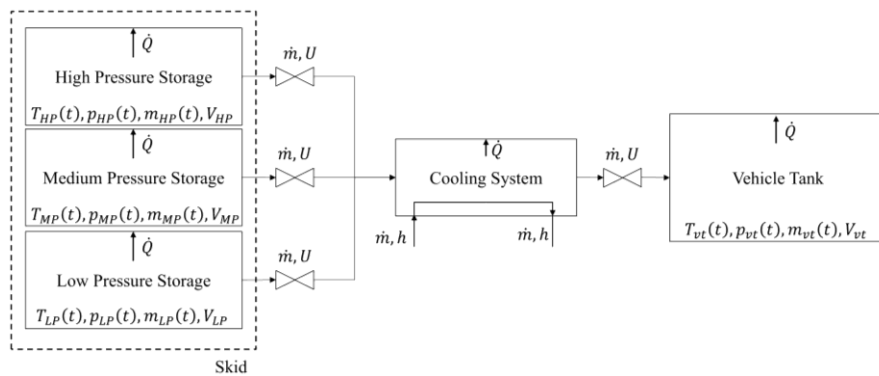 Q̇
High Pressure Storage
T_HP(t), p_HP(t), m_HP(t), V_HP
ṁ, U
Q̇
Medium Pressure Storage
T_MP(t), p_MP(t), m_MP(t), V_MP
ṁ, U
Q̇
Low Pressure Storage
T_LP(t), p_LP(t), m_LP(t), V_LP
ṁ, U
Skid
Q̇
Cooling System
ṁ, h
ṁ, h
ṁ, U
Q̇
Vehicle Tank
T_vt(t), p_vt(t), m_vt(t), V_vt